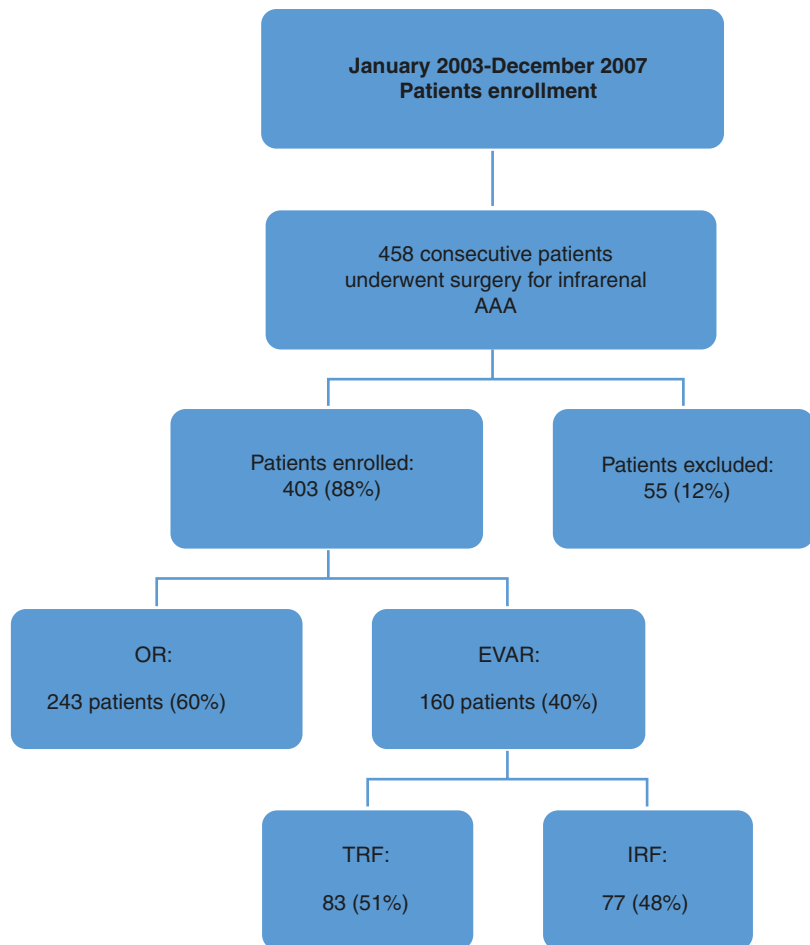 January 2003-December 2007
Patients enrollment
458 consecutive patients
underwent surgery for infrarenal
AAA
Patients enrolled:
403 (88%)
Patients excluded:
55 (12%)
OR:
243 patients (60%)
EVAR:
160 patients (40%)
TRF:
83 (51%)
IRF:
77 (48%)